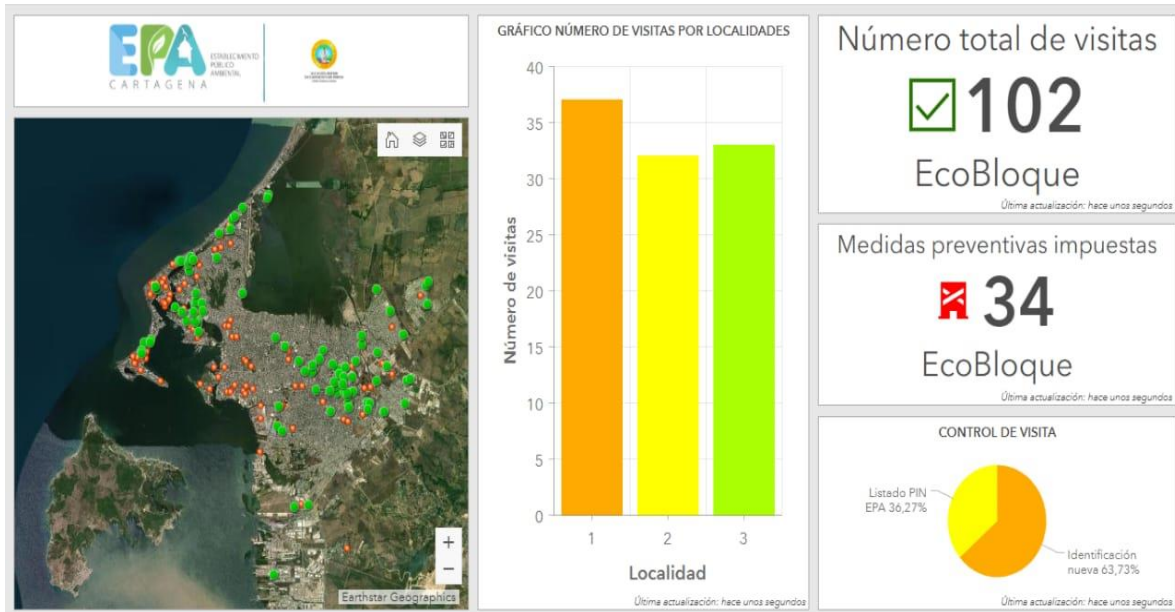 EPA
CARTAGENA
ESTABLECIMIENTO
PÚBLICO
AMBIENTAL
Earthstar Geographics
GRÁFICO NÚMERO DE VISITAS POR LOCALIDADES
Número de visitas
40
35
30
25
20
15
10
5
0
1 2 3
Localidad
Última actualización: hace unos segundos
Número total de visitas
102
EcoBloque
Última actualización: hace unos segundos
Medidas preventivas impuestas
34
EcoBloque
Última actualización: hace unos segundos
CONTROL DE VISITA
Listado PIN
EPA 36,27%
Identificación
nueva 63,73%
Última actualización: hace unos segundos